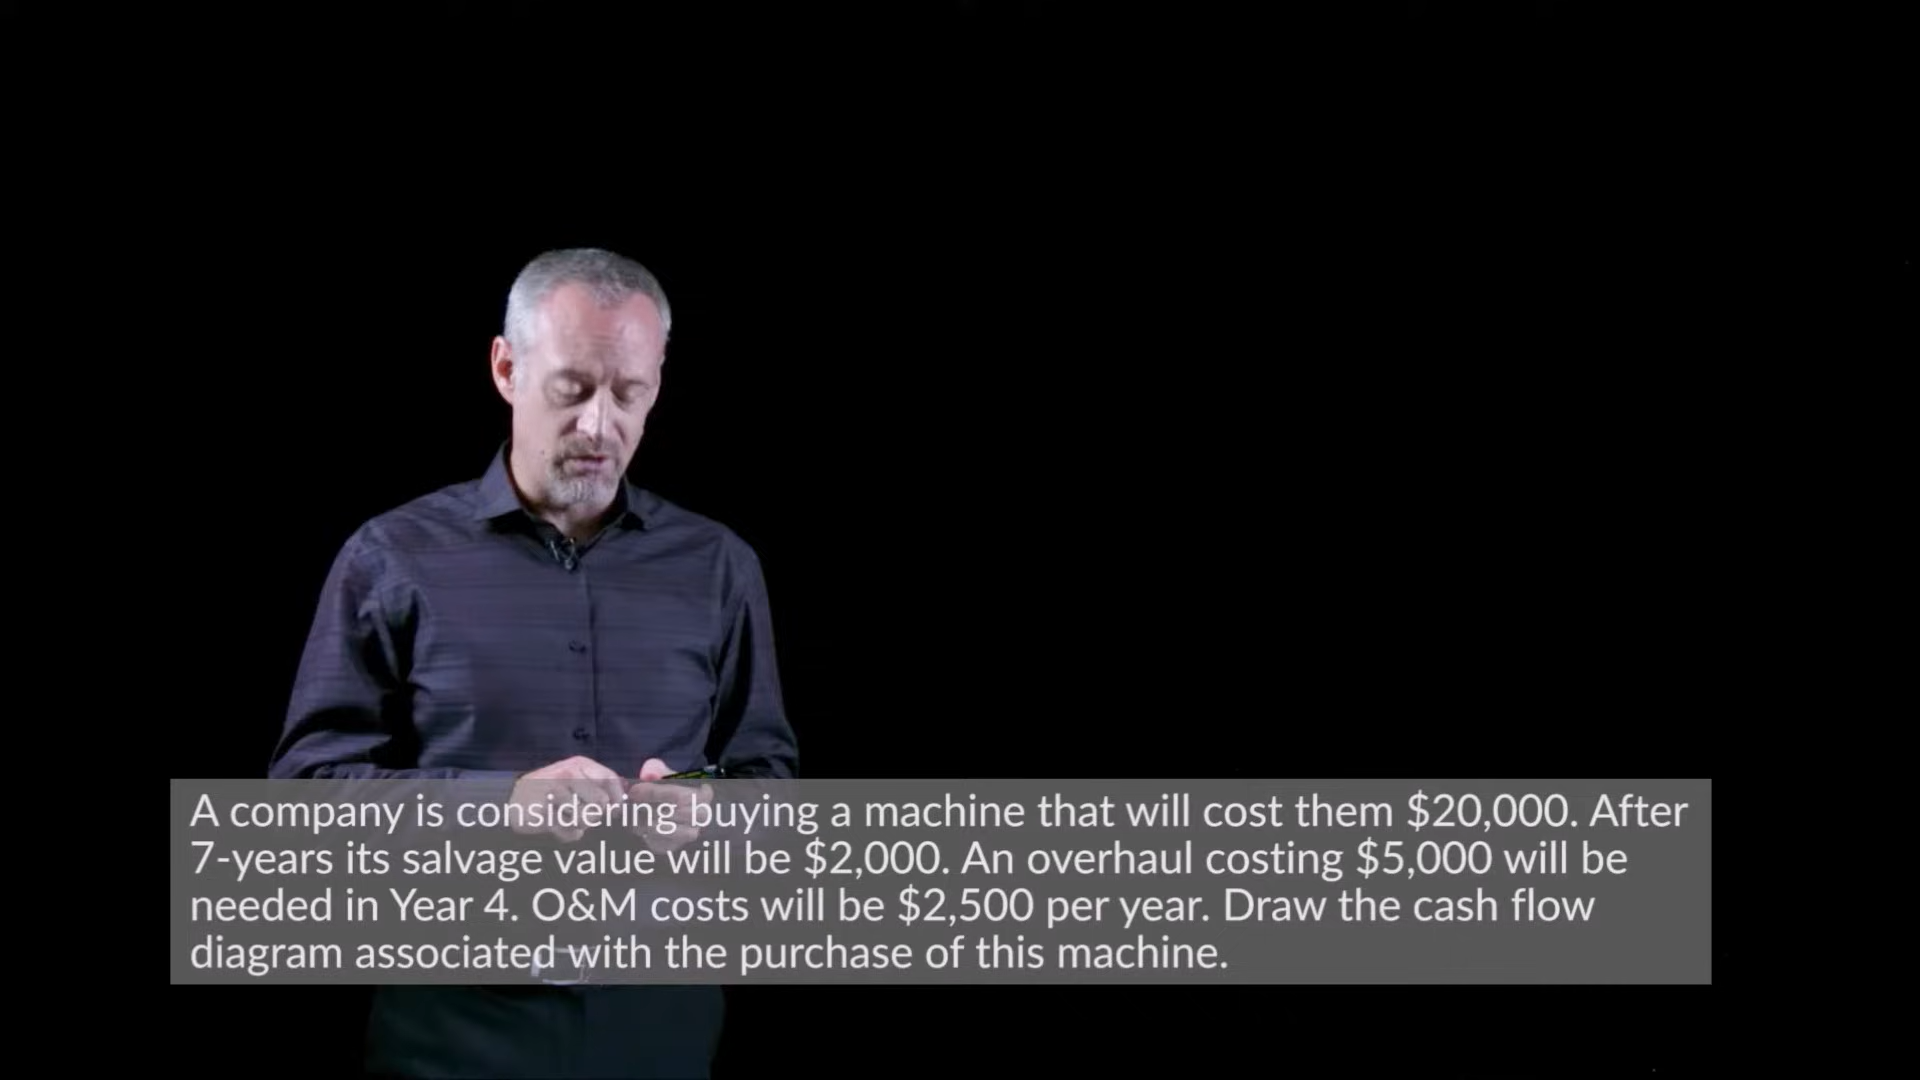 A company is considering buying a machine that will cost them $20,000. After
7-years its salvage value will be $2,000. An overhaul costing $5,000 will be
needed in Year 4. O&M costs will be $2,500 per year. Draw the cash flow
diagram associated with the purchase of this machine.